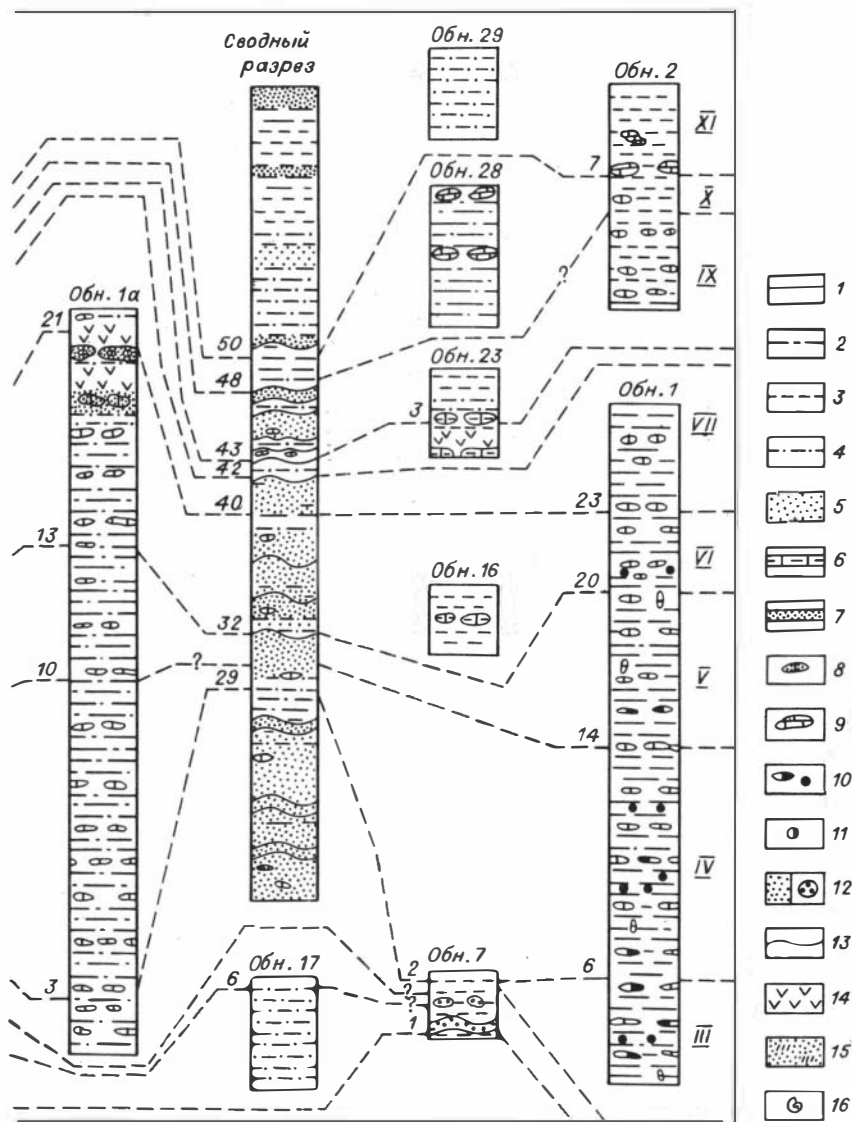 Сводный
разрез
Обн. 29
Обн. 2
XI
7
Обн. 28
X
?
IX
Обн. 1а
21
50
48
Обн. 23
3
Обн. 1
VII
43
42
40
23
13
VI
Обн. 16
20
32
10
?
29
V
14
IV
Обн. 17
6
Обн. 7
2
?
?
1
6
3
III
1
2
3
4
5
6
7
8
9
10
11
12
13
14
15
16